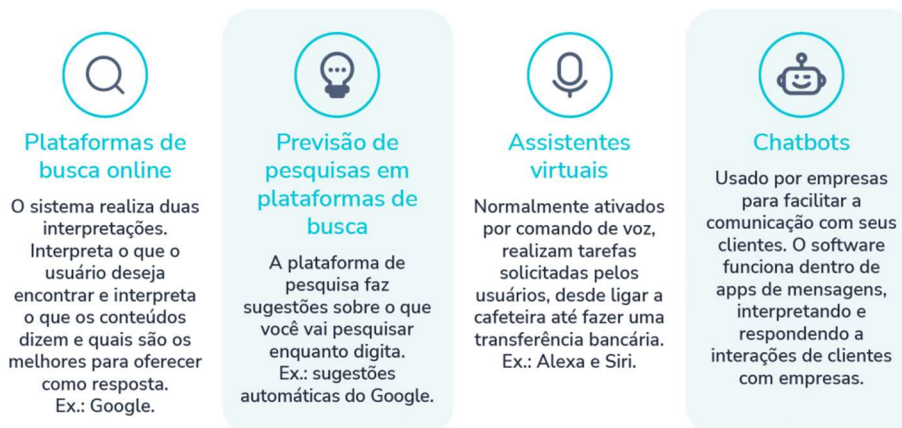 Plataformas de
busca online
O sistema realiza duas
interpretações.
Interpreta o que o
usuário deseja
encontrar e interpreta
o que os conteúdos
dizem e quais são os
melhores para oferecer
como resposta.
Ex.: Google.
Previsão de
pesquisas em
plataformas de
busca
A plataforma de
pesquisa faz
sugestões sobre o que
você vai pesquisar
enquanto digita.
Ex.: sugestões
automáticas do Google.
Assistentes
virtuais
Normalmente ativados
por comando de voz,
realizam tarefas
solicitadas pelos
usuários, desde ligar a
cafeteira até fazer uma
transferência bancária.
Ex.: Alexa e Siri.
Chatbots
Usado por empresas
para facilitar a
comunicação com seus
clientes. O software
funciona dentro de
apps de mensagens,
interpretando e
respondendo a
interações de clientes
com empresas.